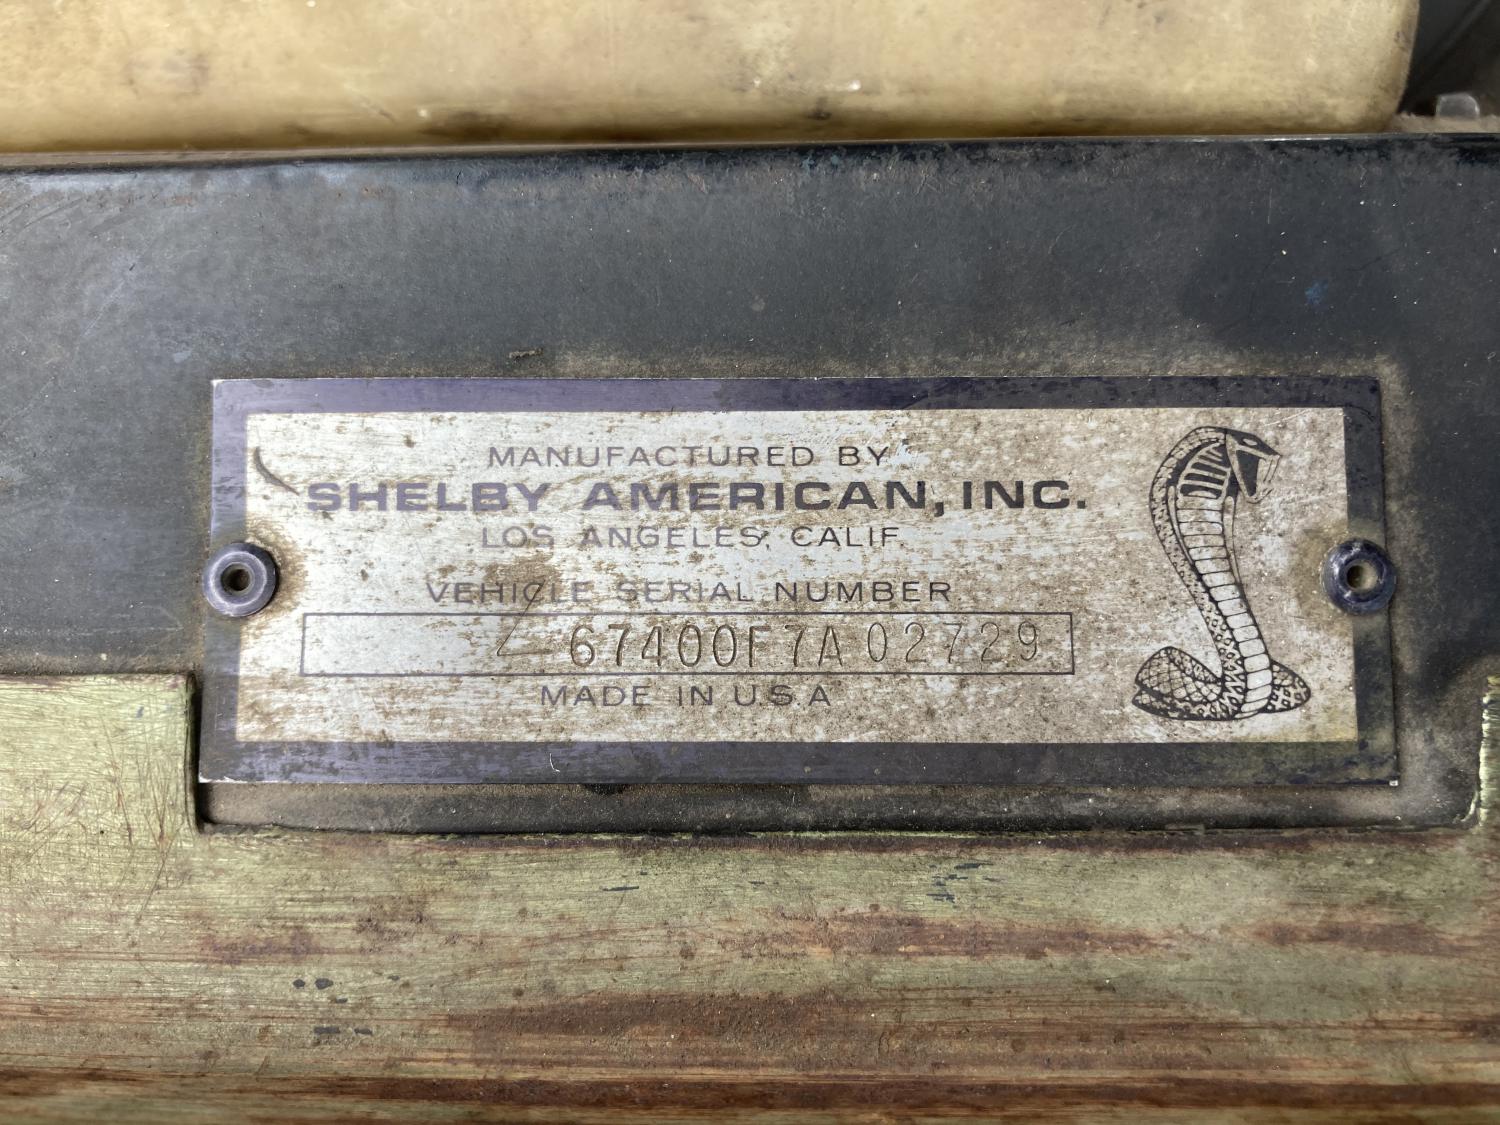 MANUFACTURED BY
SHELBY AMERICAN, INC.
LOS ANGELES, CALIF.
VEHICLE SERIAL NUMBER
67400F7A02729
MADE IN U.S.A